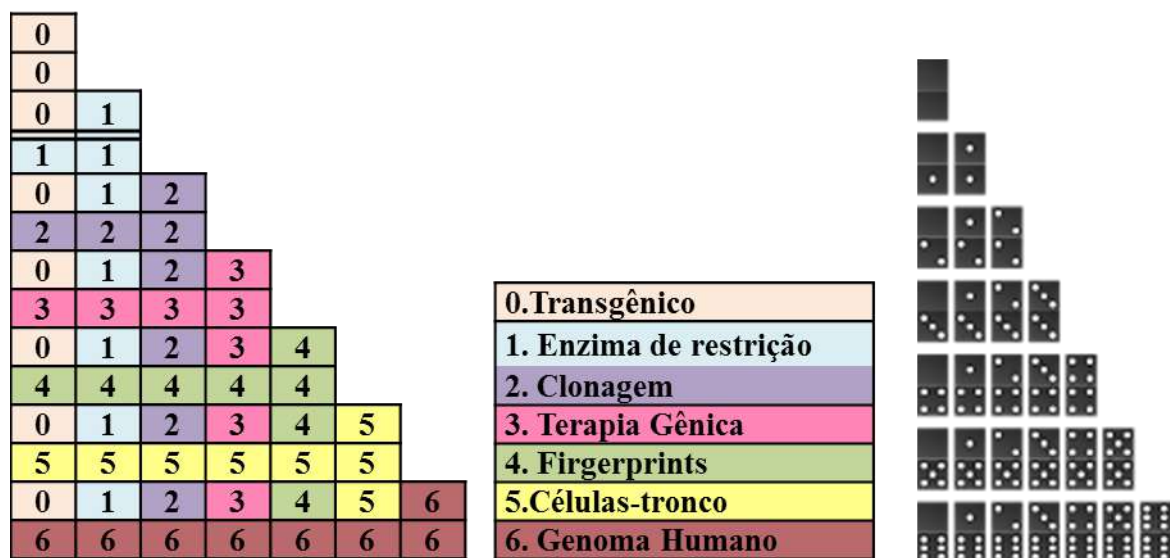 0
0
0 1
1 1
0 1 2
2 2 2
0 1 2 3
3 3 3 3
0 1 2 3 4
4 4 4 4 4
0 1 2 3 4 5
5 5 5 5 5 5
0 1 2 3 4 5 6
6 6 6 6 6 6 6
0.Transgênico
1. Enzima de restrição
2. Clonagem
3. Terapia Gênica
4. Firgerprints
5.Células-tronco
6. Genoma Humano